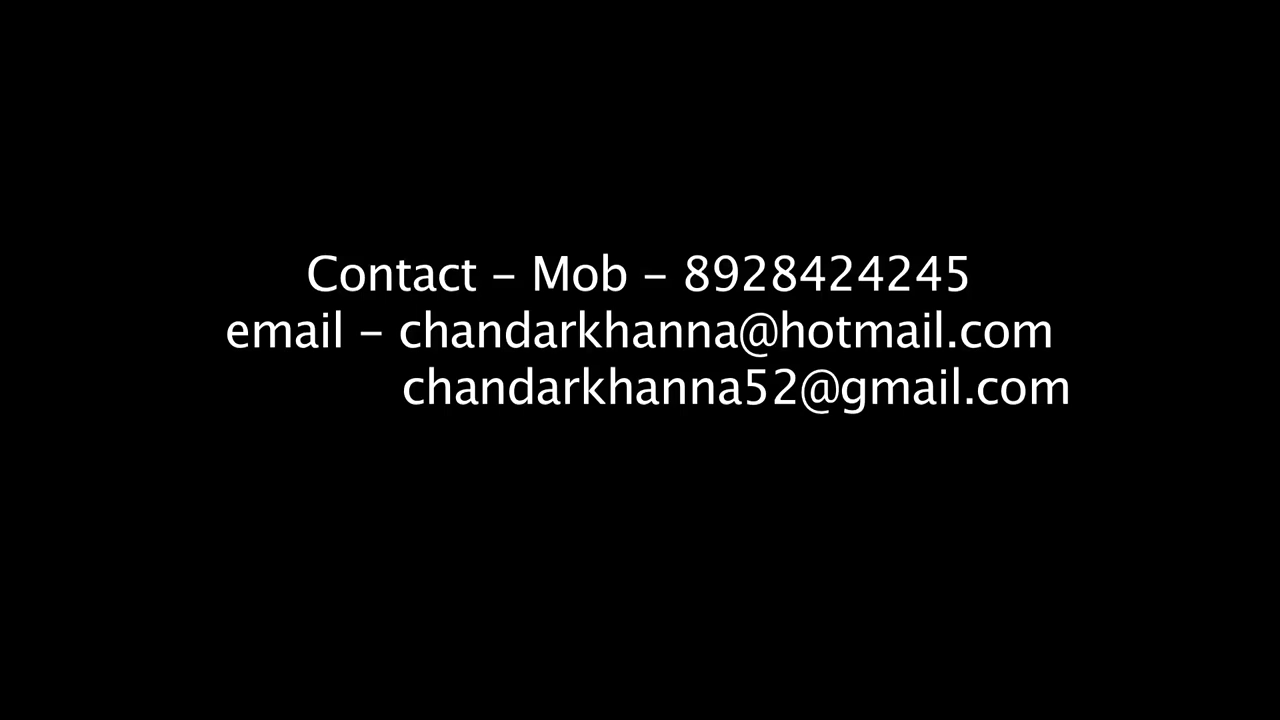 Contact – Mob – 8928424245
email – chandarkhanna@hotmail.com
chandarkhanna52@gmail.com